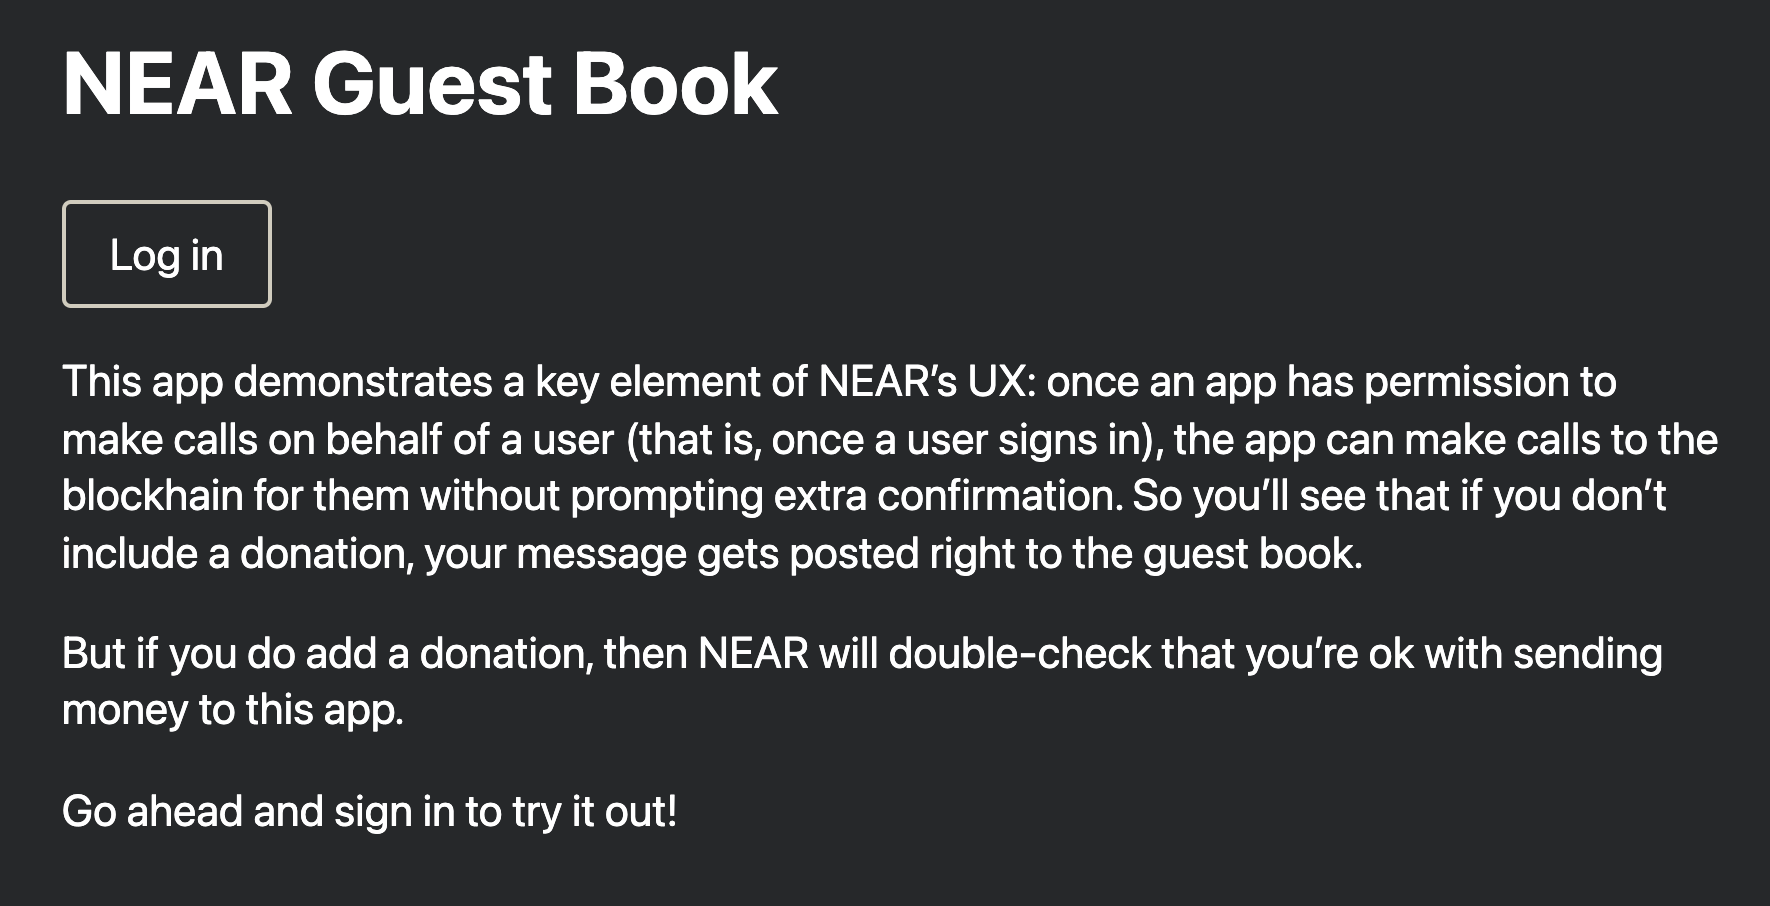 NEAR Guest Book
Log in
This app demonstrates a key element of NEAR’s UX: once an app has permission to
make calls on behalf of a user (that is, once a user signs in), the app can make calls to the
blockhain for them without prompting extra confirmation. So you’ll see that if you don’t
include a donation, your message gets posted right to the guest book.
But if you do add a donation, then NEAR will double-check that you’re ok with sending
money to this app.
Go ahead and sign in to try it out!